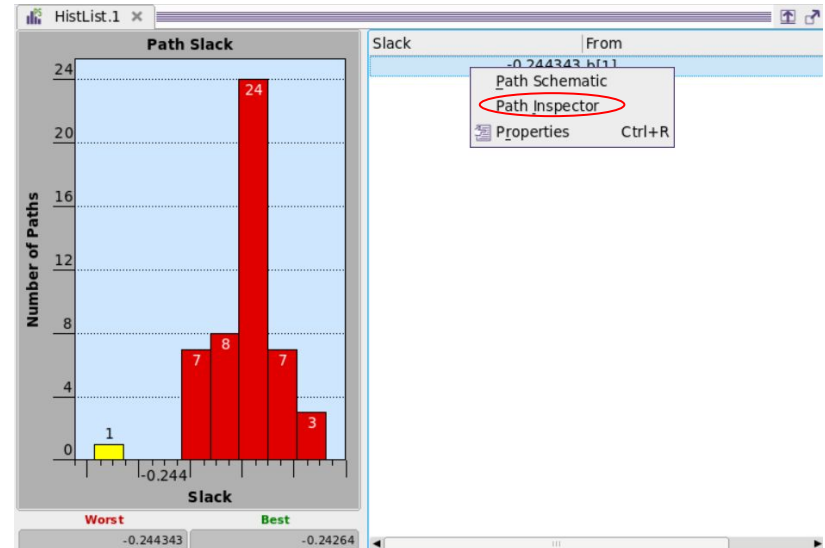 HistList.1
Path Slack
24
20
16
12
8
4
0
Number of Paths
1
7
8
24
7
3
-0.244
Slack
Worst Best
-0.244343 -0.24264
Slack From
-0.244343 b[1]
Path Schematic
Path Inspector
Properties Ctrl+R